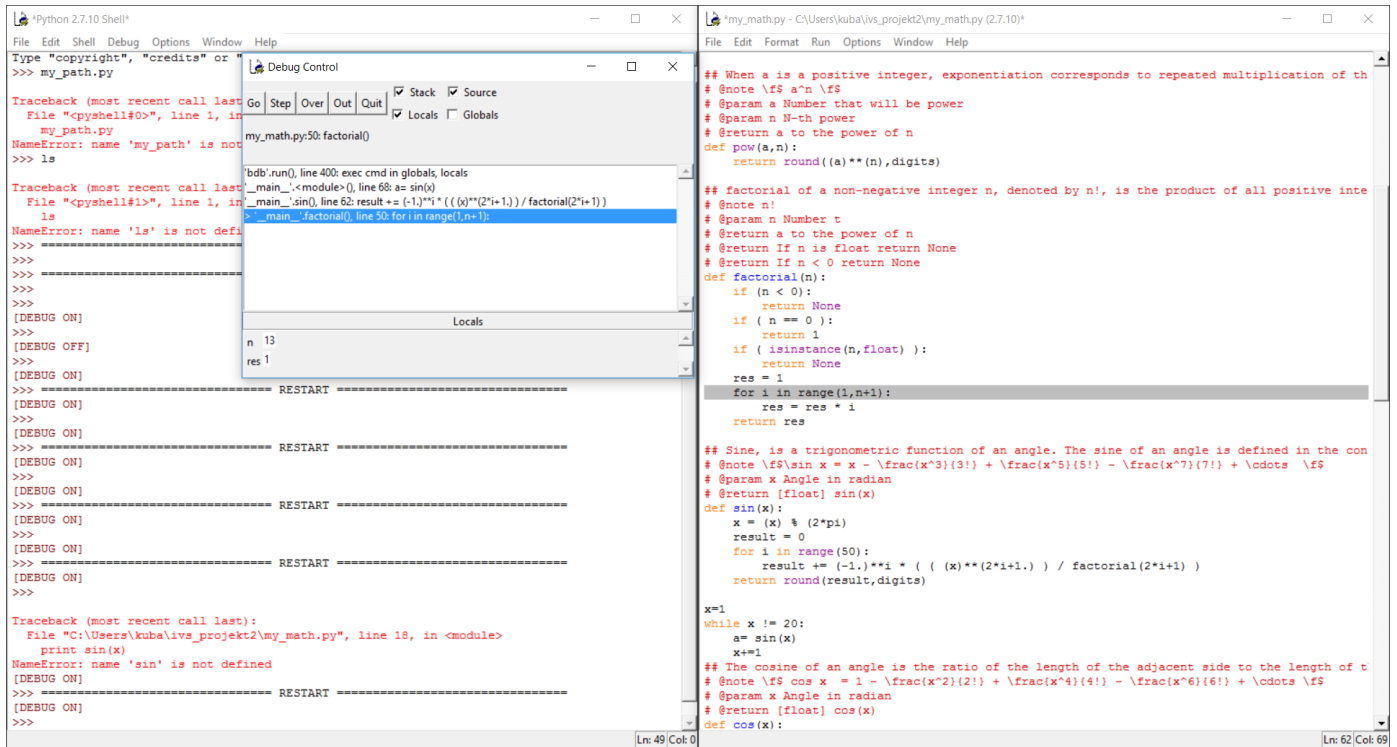 *Python 2.7.10 Shell*
File Edit Shell Debug Options Window Help
Type "copyright", "credits" or "
>>> my_path.py
Traceback (most recent call last
  File "<pyshell#0>", line 1, in
    my_path.py
NameError: name 'my_path' is not
>>> ls
Traceback (most recent call last
  File "<pyshell#1>", line 1, in
    ls
NameError: name 'ls' is not defi
>>> ================================
>>>
>>> ================================
>>>
>>>
[DEBUG ON]
>>>
[DEBUG OFF]
>>>
[DEBUG ON]
>>> ================================ RESTART ================================
[DEBUG ON]
>>>
[DEBUG ON]
>>> ================================ RESTART ================================
[DEBUG ON]
>>>
[DEBUG ON]
>>> ================================ RESTART ================================
[DEBUG ON]
>>>
[DEBUG ON]
>>> ================================ RESTART ================================
[DEBUG ON]
>>>
Traceback (most recent call last):
  File "C:\Users\kuba\ivs_projekt2\my_math.py", line 18, in <module>
    print sin(x)
NameError: name 'sin' is not defined
[DEBUG ON]
>>> ================================ RESTART ================================
[DEBUG ON]
>>>
Ln: 49 Col: 0
Debug Control
Go Step Over Out Quit
Stack Source
Locals Globals
my_math.py:50: factorial()
'bdb'.run(), line 400: exec cmd in globals, locals
'__main__'.<module>(), line 68: a= sin(x)
'__main__'.sin(), line 62: result += (-1.)**i * ( ( (x)**(2*i+1.) ) / factorial(2*i+1) )
> '__main__'.factorial(), line 50: for i in range(1,n+1):
Locals
n 13
res 1
*my_math.py - C:\Users\kuba\ivs_projekt2\my_math.py (2.7.10)*
File Edit Format Run Options Window Help
## When a is a positive integer, exponentiation corresponds to repeated multiplication of th
# @note \f$ a^n \f$
# @param a Number that will be power
# @param n N-th power
# @return a to the power of n
def pow(a,n):
    return round((a)**(n),digits)
## factorial of a non-negative integer n, denoted by n!, is the product of all positive inte
# @note n!
# @param n Number t
# @return a to the power of n
# @return If n is float return None
# @return If n < 0 return None
def factorial(n):
    if (n < 0):
        return None
    if ( n == 0 ):
        return 1
    if ( isinstance(n,float) ):
        return None
    res = 1
    for i in range(1,n+1):
        res = res * i
    return res
## Sine, is a trigonometric function of an angle. The sine of an angle is defined in the con
# @note \f$\sin x = x - \frac{x^3}{3!} + \frac{x^5}{5!} - \frac{x^7}{7!} + \cdots  \f$
# @param x Angle in radian
# @return [float] sin(x)
def sin(x):
    x = (x) % (2*pi)
    result = 0
    for i in range(50):
        result += (-1.)**i * ( ( (x)**(2*i+1.) ) / factorial(2*i+1) )
    return round(result,digits)
x=1
while x != 20:
    a= sin(x)
    x+=1
## The cosine of an angle is the ratio of the length of the adjacent side to the length of t
# @note \f$ cos x  = 1 - \frac{x^2}{2!} + \frac{x^4}{4!} - \frac{x^6}{6!} + \cdots \f$
# @param x Angle in radian
# @return [float] cos(x)
def cos(x):
Ln: 62 Col: 69